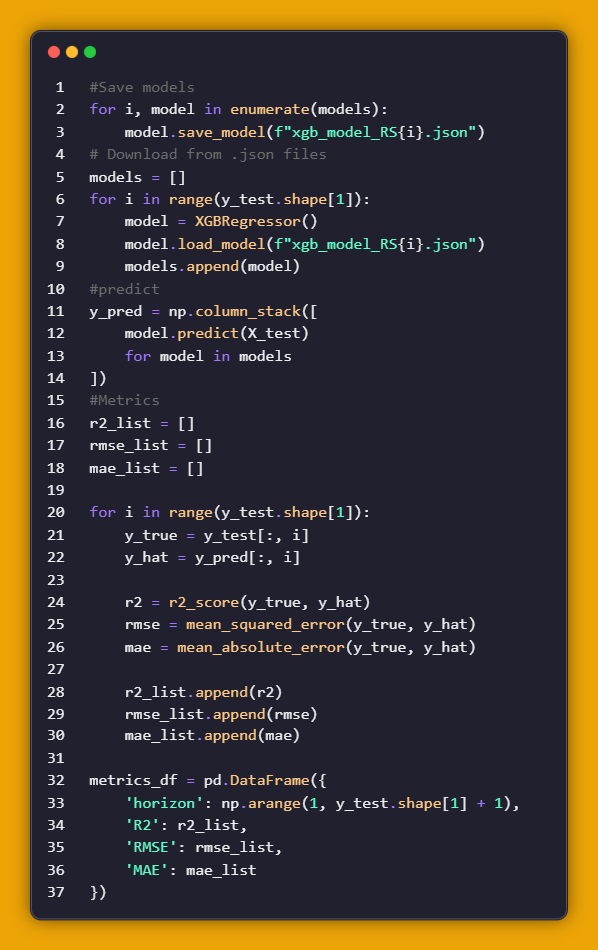 1 #Save models
2 for i, model in enumerate(models):
3     model.save_model(f"xgb_model_RS{i}.json")
4 # Download from .json files
5 models = []
6 for i in range(y_test.shape[1]):
7     model = XGBRegressor()
8     model.load_model(f"xgb_model_RS{i}.json")
9     models.append(model)
10 #predict
11 y_pred = np.column_stack([
12     model.predict(X_test)
13     for model in models
14 ])
15 #Metrics
16 r2_list = []
17 rmse_list = []
18 mae_list = []
19
20 for i in range(y_test.shape[1]):
21     y_true = y_test[:, i]
22     y_hat = y_pred[:, i]
23
24     r2 = r2_score(y_true, y_hat)
25     rmse = mean_squared_error(y_true, y_hat)
26     mae = mean_absolute_error(y_true, y_hat)
27
28     r2_list.append(r2)
29     rmse_list.append(rmse)
30     mae_list.append(mae)
31
32 metrics_df = pd.DataFrame({
33     'horizon': np.arange(1, y_test.shape[1] + 1),
34     'R2': r2_list,
35     'RMSE': rmse_list,
36     'MAE': mae_list
37 })